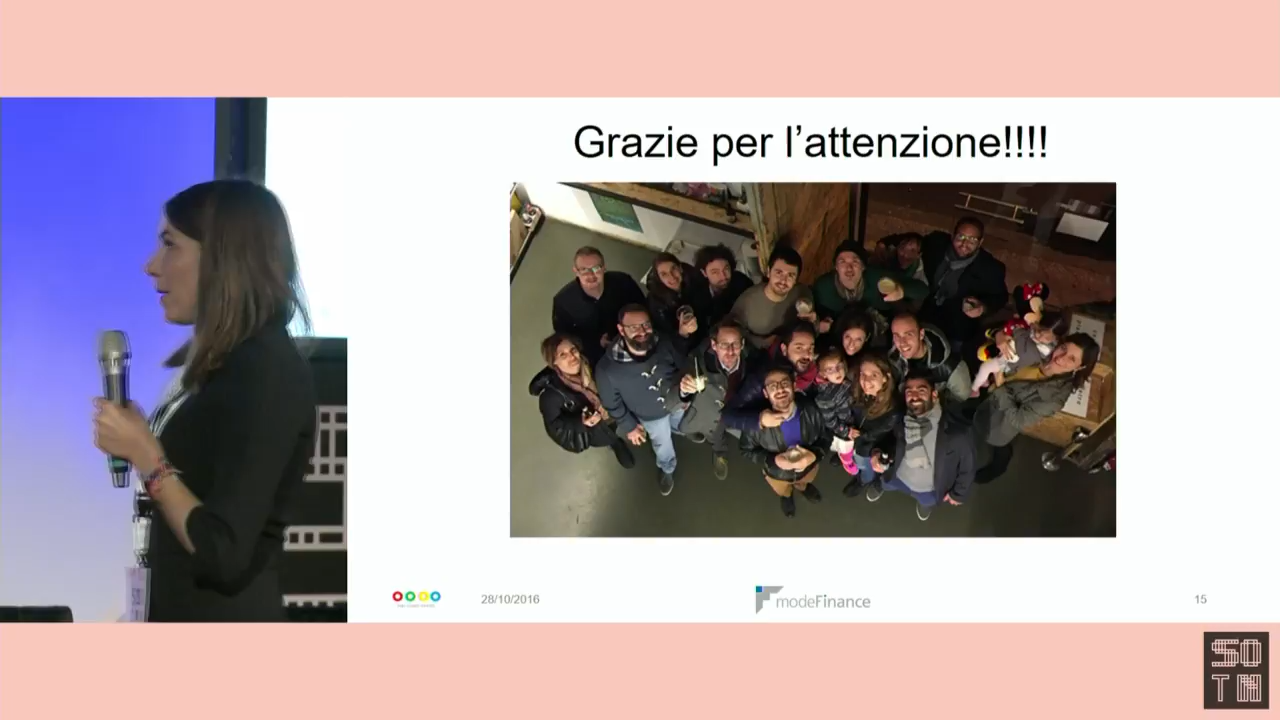 Grazie per l’attenzione!!!!
28/10/2016
modeFinance
15
SO
TM